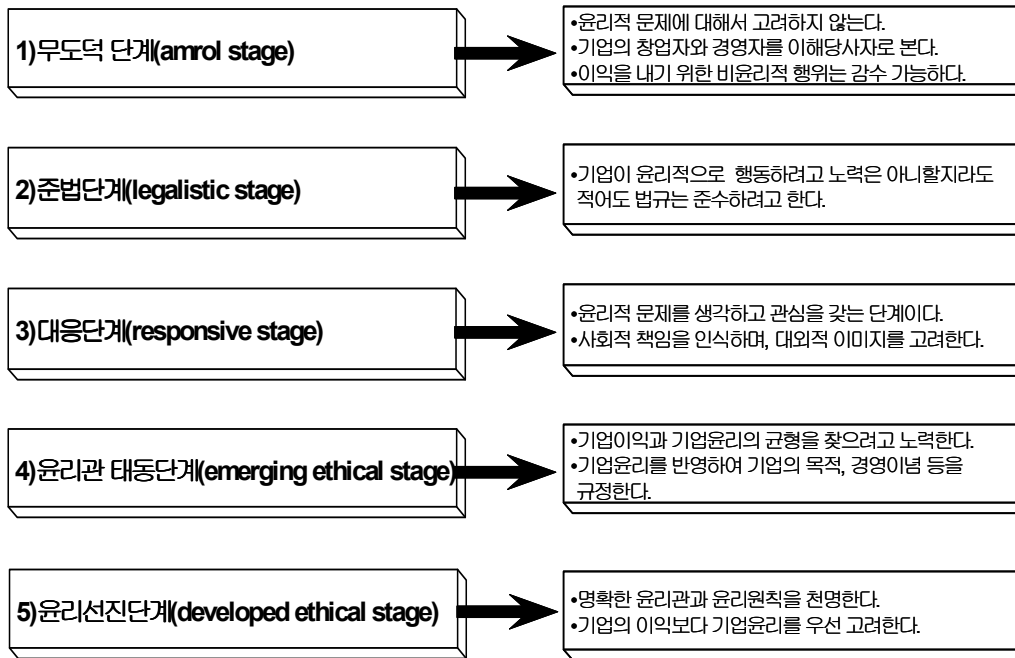 1)무도덕 단계(amrol stage)
•윤리적 문제에 대해서 고려하지 않는다.
•기업의 창업자와 경영자를 이해당사자로 본다.
•이익을 내기 위한 비윤리적 행위는 감수 가능하다.
2)준법단계(legalistic stage)
•기업이 윤리적으로 행동하려고 노력은 아니할지라도
적어도 법규는 준수하려고 한다.
3)대응단계(responsive stage)
•윤리적 문제를 생각하고 관심을 갖는 단계이다.
•사회적 책임을 인식하며, 대외적 이미지를 고려한다.
4)윤리관 태동단계(emerging ethical stage)
•기업이익과 기업윤리의 균형을 찾으려고 노력한다.
•기업윤리를 반영하여 기업의 목적, 경영이념 등을
규정한다.
5)윤리선진단계(developed ethical stage)
•명확한 윤리관과 윤리원칙을 천명한다.
•기업의 이익보다 기업윤리를 우선 고려한다.